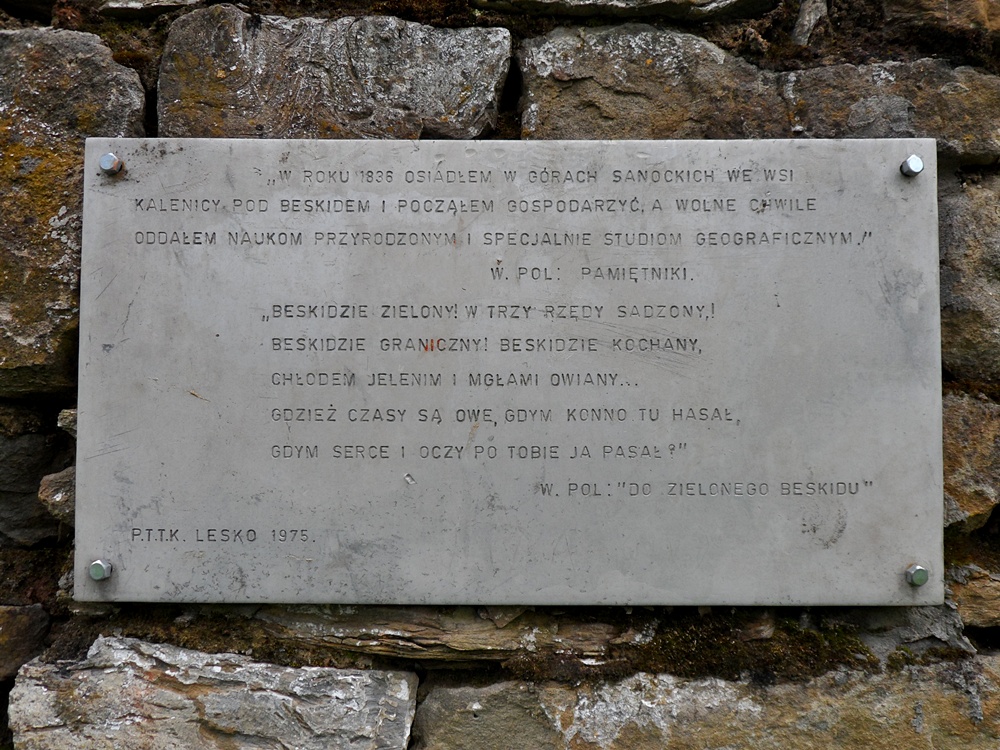 „W ROKU 1836 OSIADŁEM W GÓRACH SANOCKICH WE WSI
KALENICY POD BESKIDEM I POCZĄŁEM GOSPODARZYĆ, A WOLNE CHWILE
ODDAŁEM NAUKOM PRZYRODZONYM I SPECJALNIE STUDIOM GEOGRAFICZNYM."
W. POL: PAMIĘTNIKI.
„BESKIDZIE ZIELONY! W TRZY RZĘDY SADZONY,!
BESKIDZIE GRANICZNY! BESKIDZIE KOCHANY,
CHŁODEM JELENIM I MGŁAMI OWIANY...
GDZIEŻ CZASY SĄ OWE, GDYM KONNO TU HASAŁ,
GDYM SERCE I OCZY PO TOBIE JA PASAŁ?"
W. POL: "DO ZIELONEGO BESKIDU"
P.T.T.K. LESKO 1975.